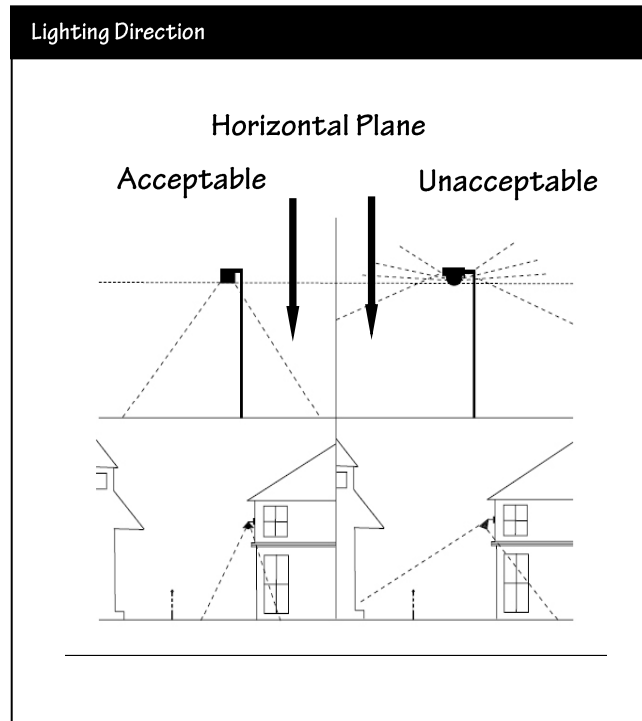 Lighting Direction
Horizontal Plane
Acceptable
Unacceptable